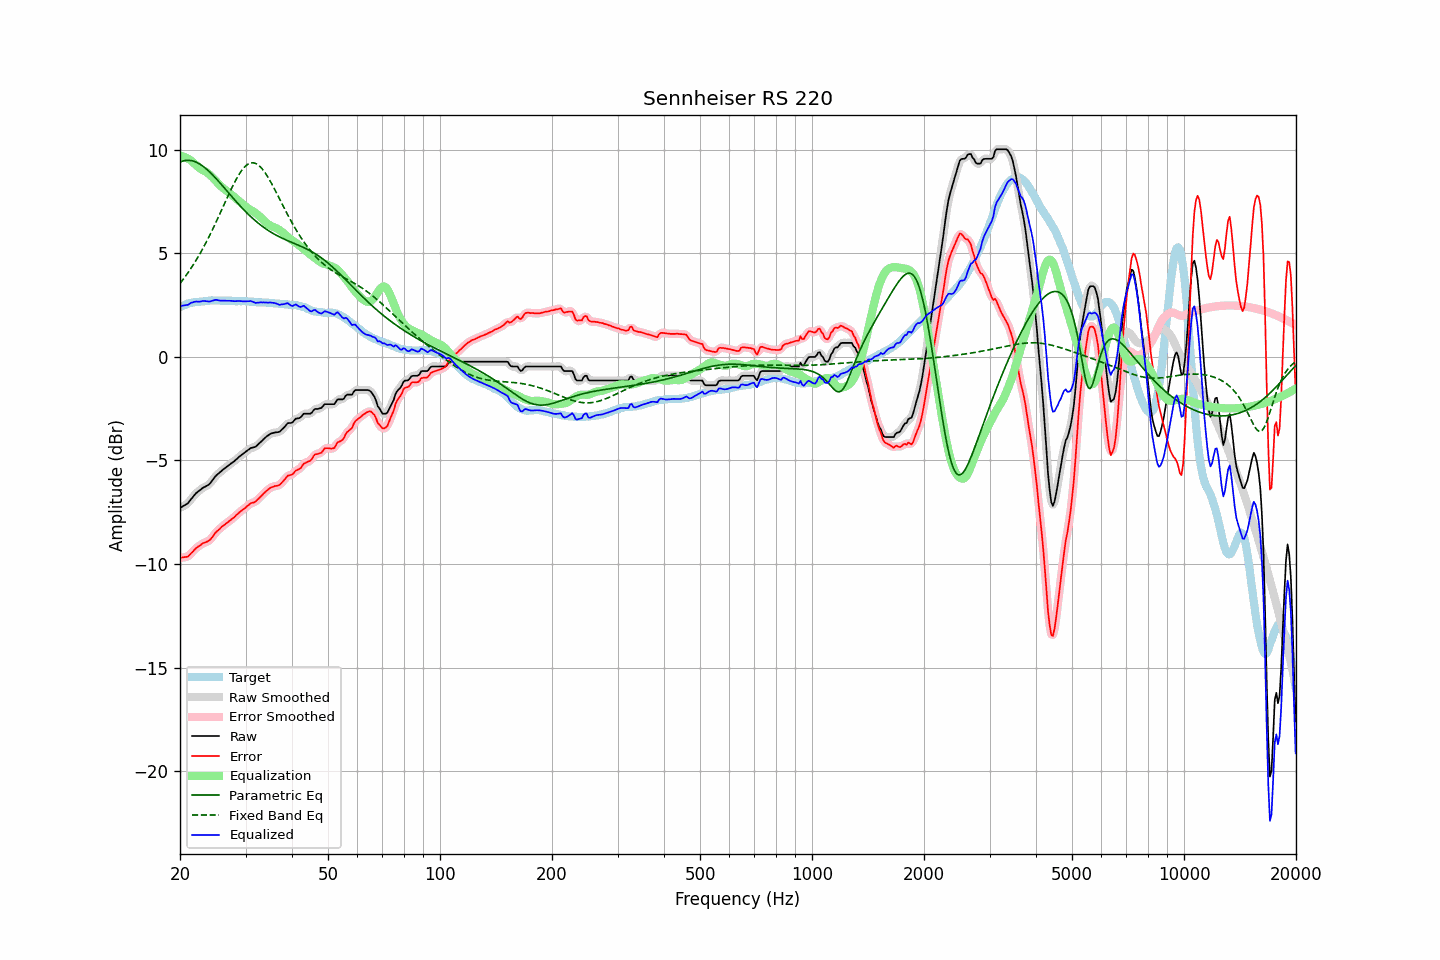 Sennheiser RS 220
Amplitude (dBr)
10
5
0
−5
−10
−15
−20
Target
Raw Smoothed
Error Smoothed
Raw
Error
Equalization
Parametric Eq
Fixed Band Eq
Equalized
20 50 100 200 500 1000 2000 5000 10000 20000
Frequency (Hz)